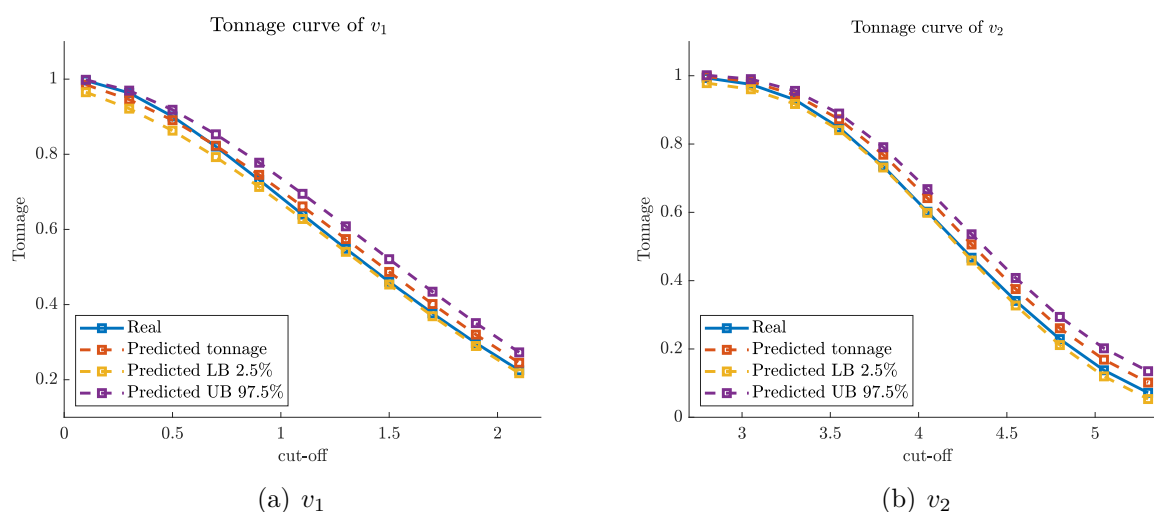 Tonnage curve of v₁
Tonnage
1
0.8
0.6
0.4
0.2
0
0.5
1
1.5
2
cut-off
Real
Predicted tonnage
Predicted LB 2.5%
Predicted UB 97.5%
(a) v₁
Tonnage curve of v₂
Tonnage
1
0.8
0.6
0.4
0.2
0
3
3.5
4
4.5
5
cut-off
Real
Predicted tonnage
Predicted LB 2.5%
Predicted UB 97.5%
(b) v₂